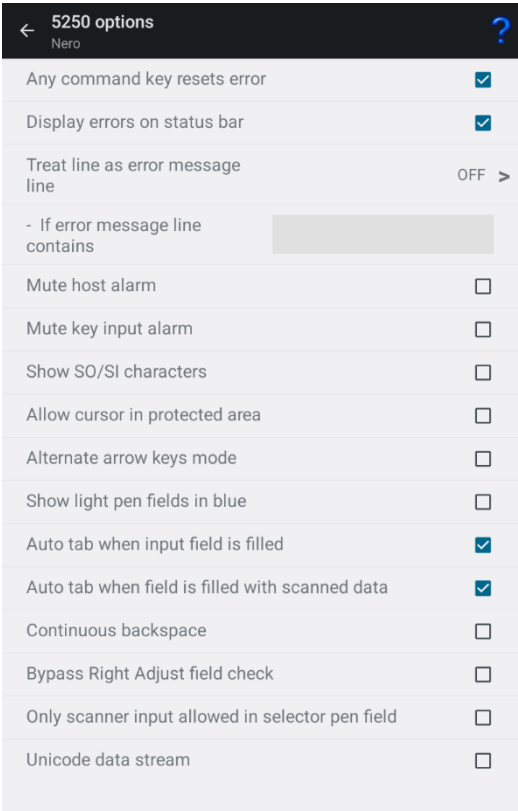 5250 options
?
Nero
Any command key resets error
Display errors on status bar
Treat line as error message
line
OFF >
- If error message line
contains
Mute host alarm
Mute key input alarm
Show SO/SI characters
Allow cursor in protected area
Alternate arrow keys mode
Show light pen fields in blue
Auto tab when input field is filled
Auto tab when field is filled with scanned data
Continuous backspace
Bypass Right Adjust field check
Only scanner input allowed in selector pen field
Unicode data stream